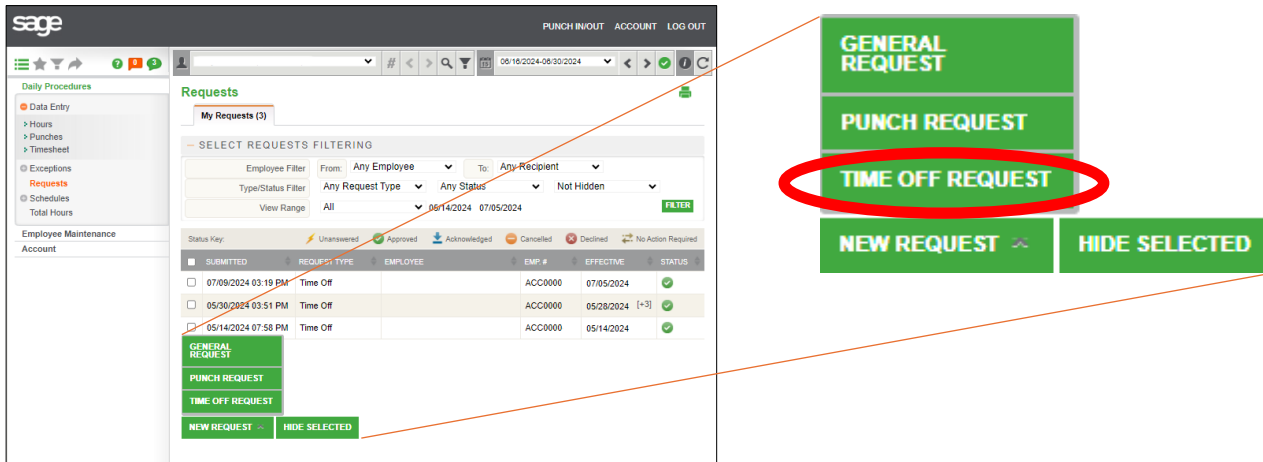 sage
PUNCH IN/OUT ACCOUNT LOG OUT
? 0 3
# < > 15 06/16/2024-06/30/2024 < > i
Daily Procedures
Data Entry
> Hours
> Punches
> Timesheet
Exceptions
Requests
Schedules
Total Hours
Employee Maintenance
Account
Requests
My Requests (3)
– SELECT REQUESTS FILTERING
Employee Filter From: Any Employee To: Any Recipient
Type/Status Filter Any Request Type Any Status Not Hidden
View Range All 05/14/2024 07/05/2024 FILTER
Status Key: Unanswered Approved Acknowledged Cancelled Declined No Action Required
SUBMITTED REQUEST TYPE EMPLOYEE EMP. # EFFECTIVE STATUS
07/09/2024 03:19 PM Time Off ACC0000 07/05/2024
05/30/2024 03:51 PM Time Off ACC0000 05/28/2024 [+3]
05/14/2024 07:58 PM Time Off ACC0000 05/14/2024
GENERAL
REQUEST
PUNCH REQUEST
TIME OFF REQUEST
NEW REQUEST HIDE SELECTED
GENERAL
REQUEST
PUNCH REQUEST
TIME OFF REQUEST
NEW REQUEST HIDE SELECTED